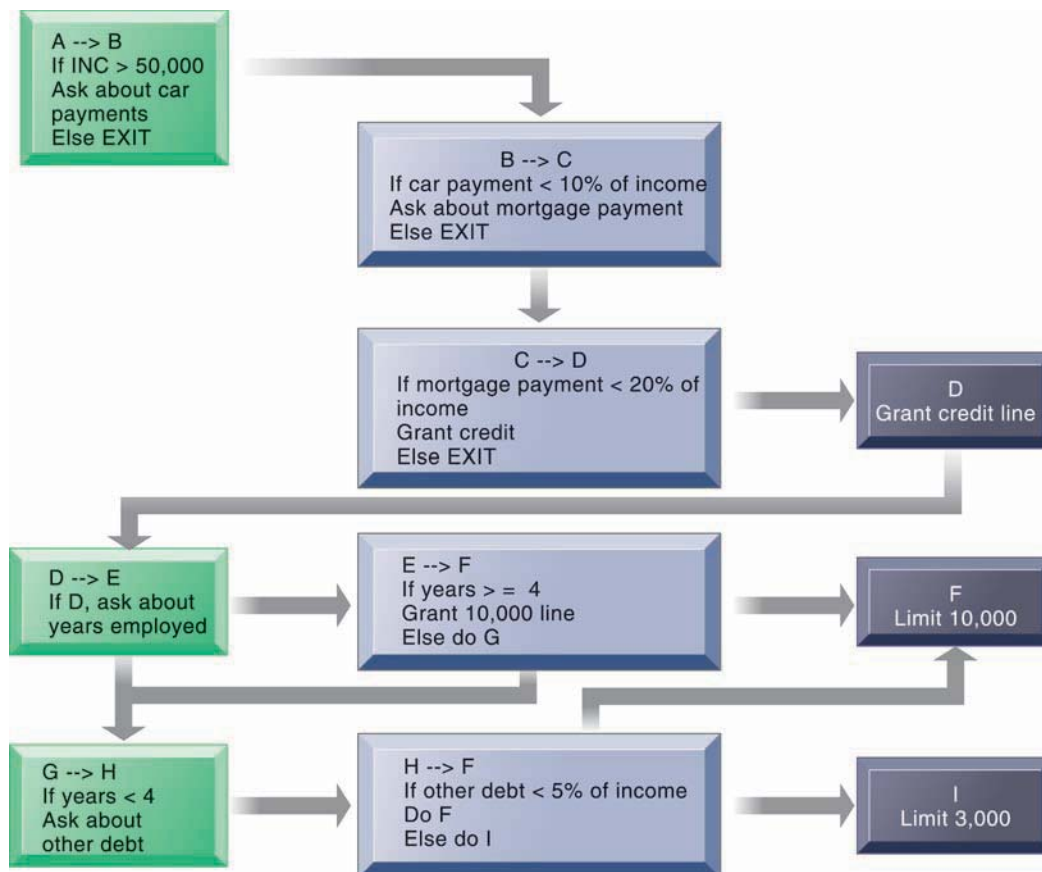 A --> B
If INC > 50,000
Ask about car
payments
Else EXIT
B --> C
If car payment < 10% of income
Ask about mortgage payment
Else EXIT
C --> D
If mortgage payment < 20% of
income
Grant credit
Else EXIT
D
Grant credit line
D --> E
If D, ask about
years employed
E --> F
If years > = 4
Grant 10,000 line
Else do G
F
Limit 10,000
G --> H
If years < 4
Ask about
other debt
H --> F
If other debt < 5% of income
Do F
Else do I
I
Limit 3,000